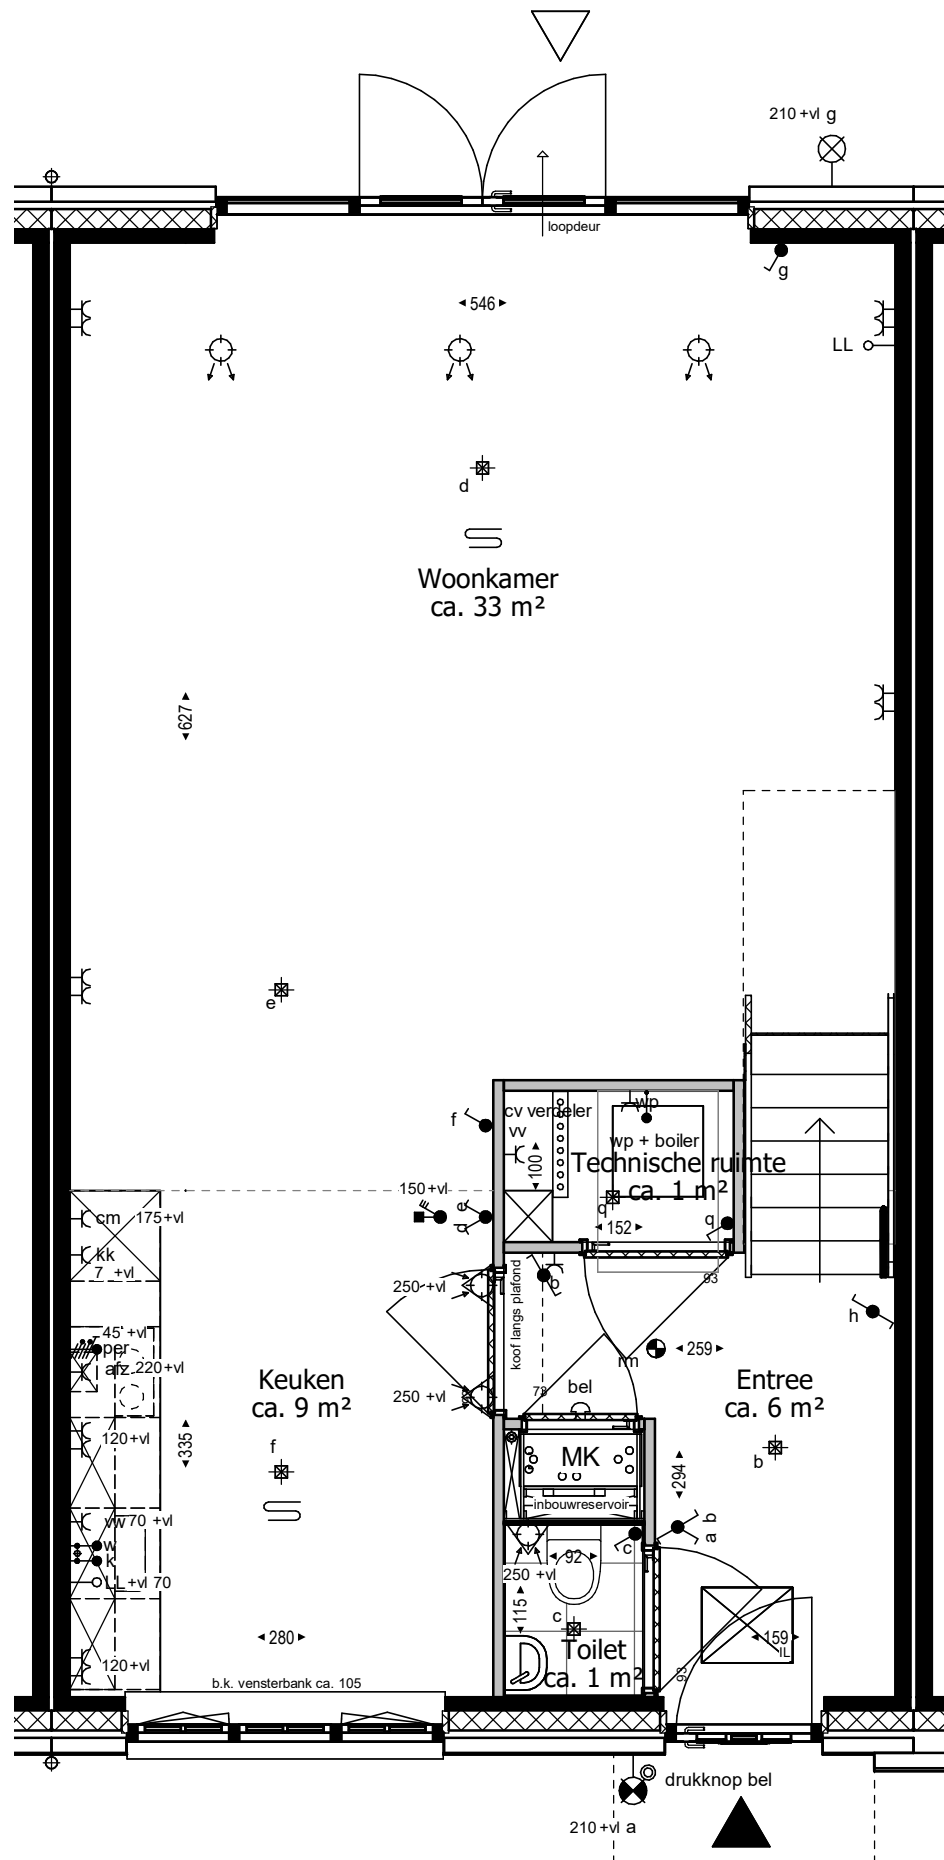 210 +vl g
loopdeur
g
546
LL
d
Woonkamer
ca. 33 m²
627
e
f
cv verdeler
wp
vv
wp + boiler
100
Technische ruimte
ca. 1 m²
150 +vl
e
d
q
152
q
cm 175 +vl
kk
7 +vl
250 +vl
koof langs plafond
b
93
h
45 +vl
per
afz 220 +vl
rm
259
Keuken
ca. 9 m²
250 +vl
73
bel
Entree
ca. 6 m²
120 +vl
335
f
MK
294
b
inbouwreservoir
vw 70 +vl
w
k
LL +vl 70
c
a b
92
250 +vl
115
c
280
Toilet
ca. 1 m²
159
IL
93
120 +vl
b.k. vensterbank ca. 105
drukknop bel
210 +vl a